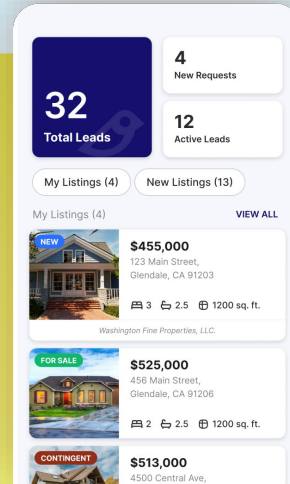 32
Total Leads
4
New Requests
12
Active Leads
My Listings (4)
New Listings (13)
My Listings (4)
VIEW ALL
NEW
$455,000
123 Main Street,
Glendale, CA 91203
3 2.5 1200 sq. ft.
Washington Fine Properties, LLC.
FOR SALE
$525,000
456 Main Street,
Glendale, CA 91206
2 2.5 1200 sq. ft.
CONTINGENT
$513,000
4500 Central Ave,